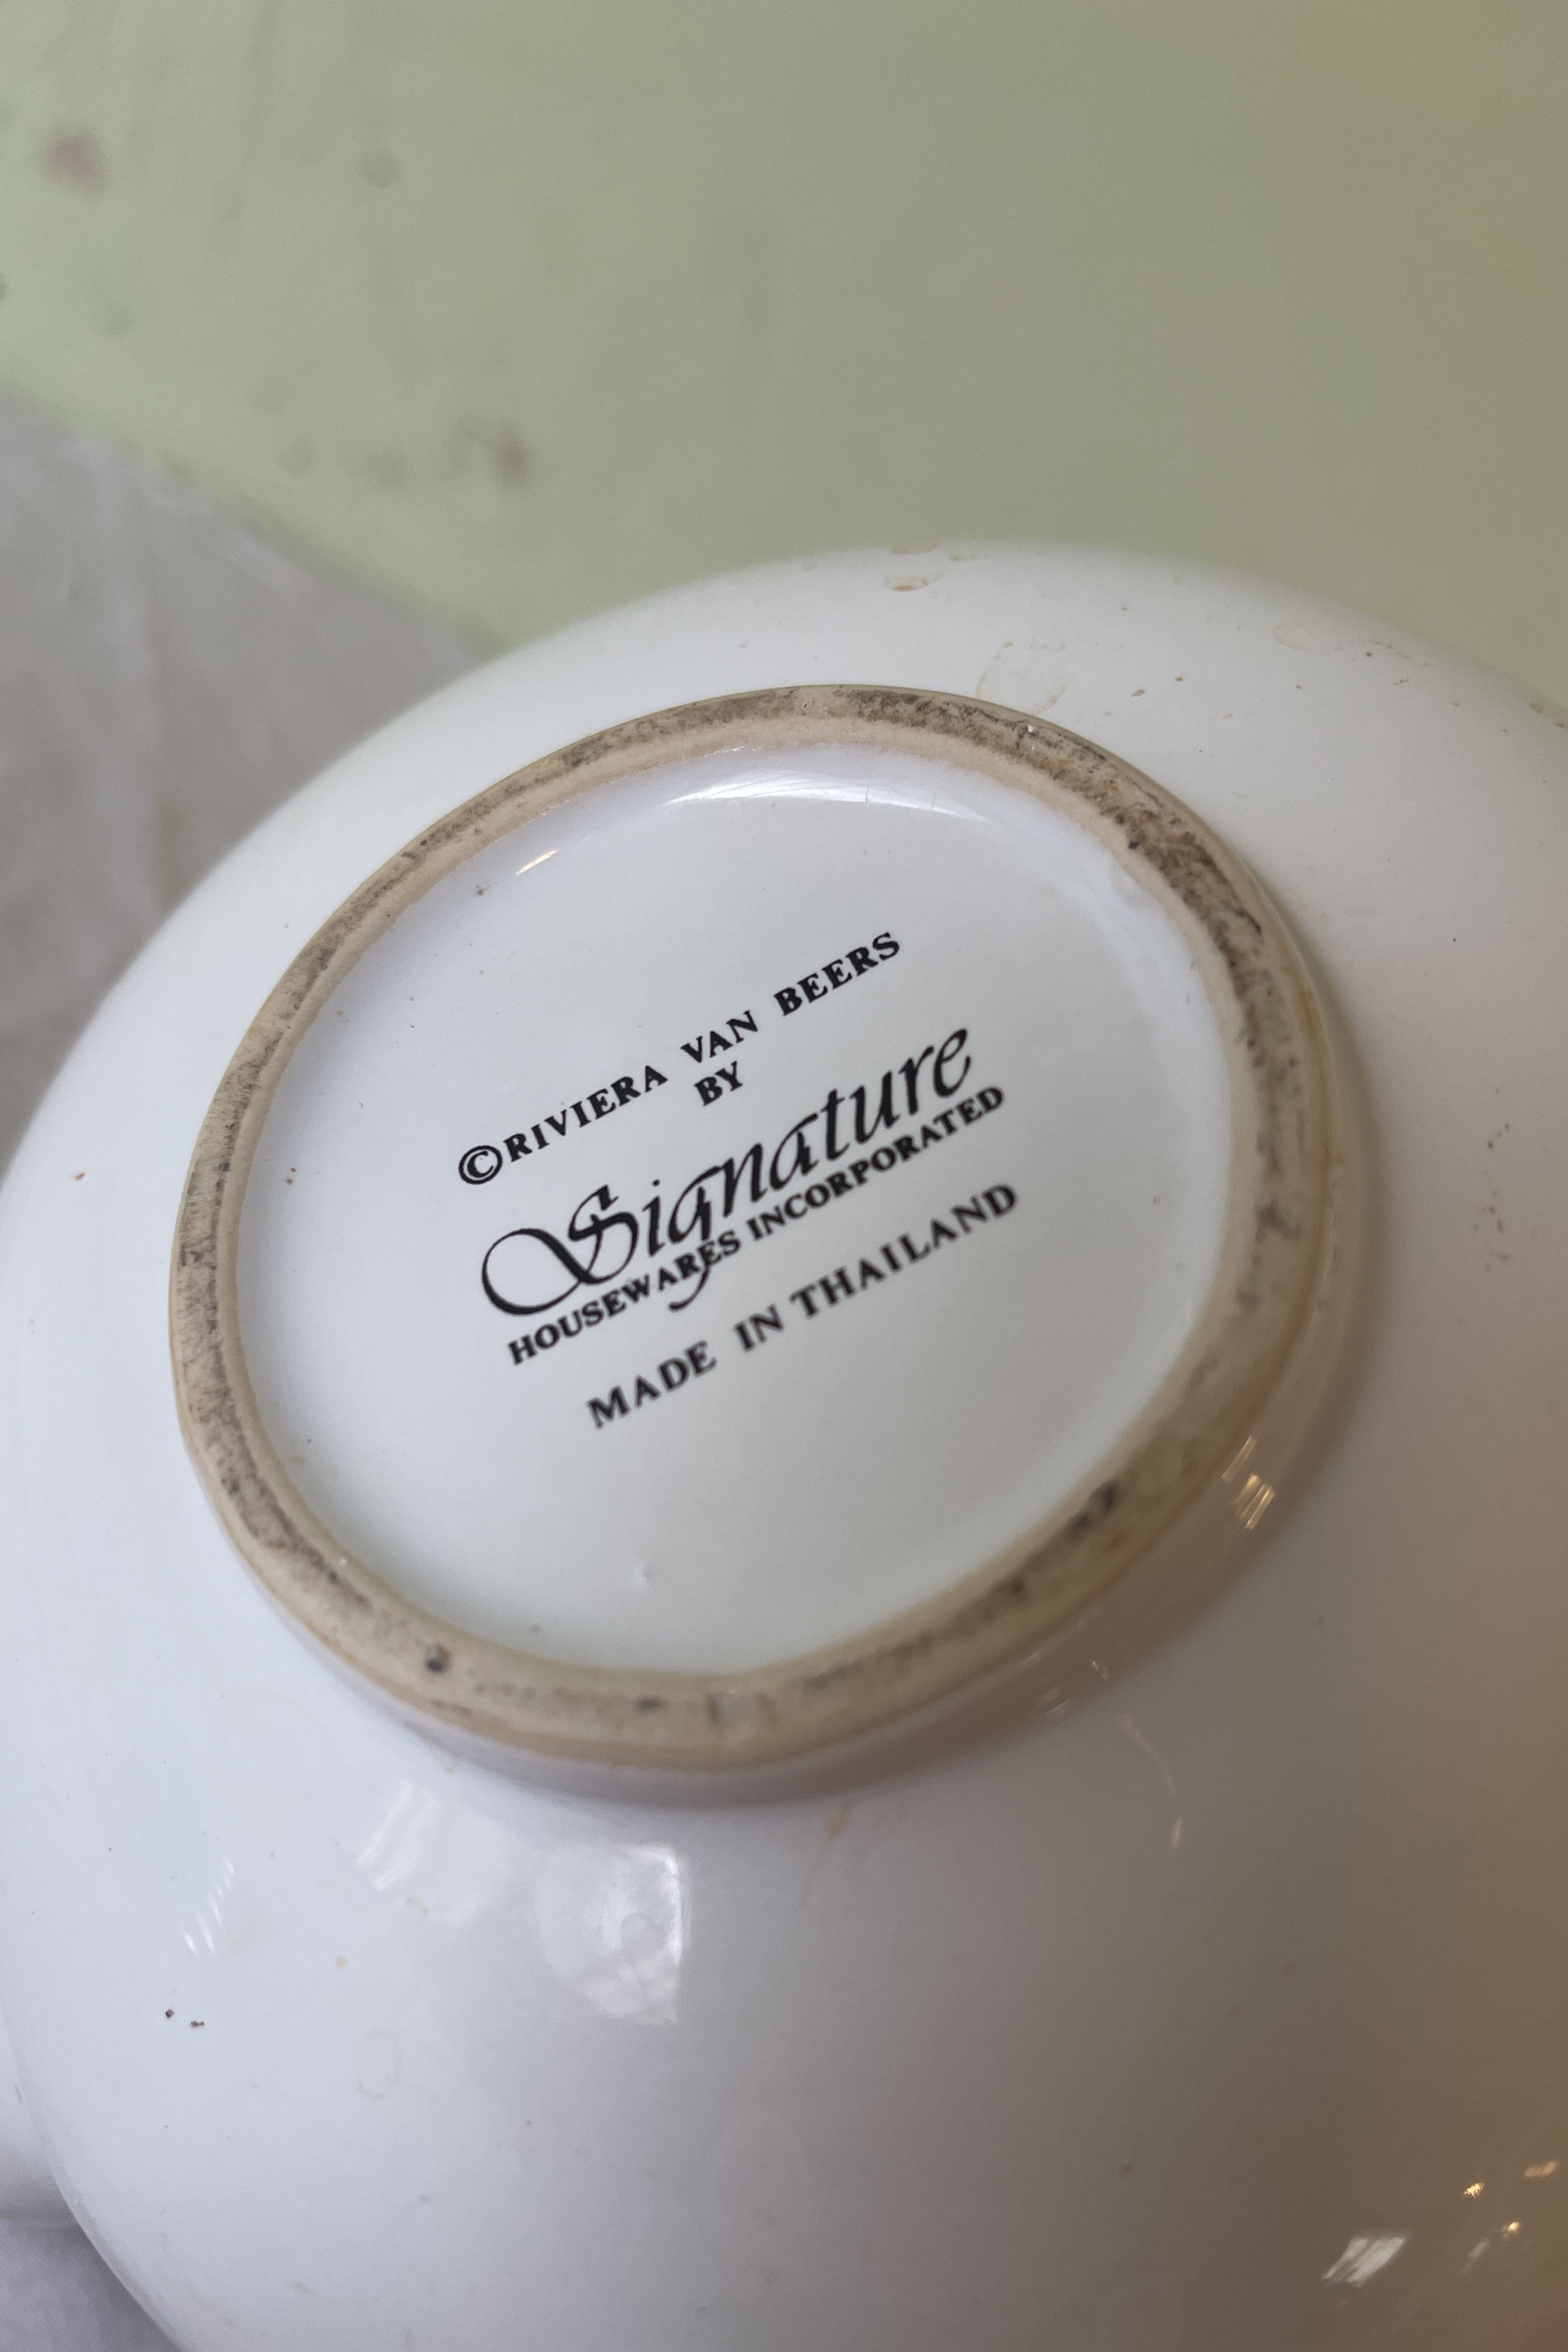 ©RIVIERA VAN BEERS
BY
Signature
HOUSEWARES INCORPORATED
MADE IN THAILAND